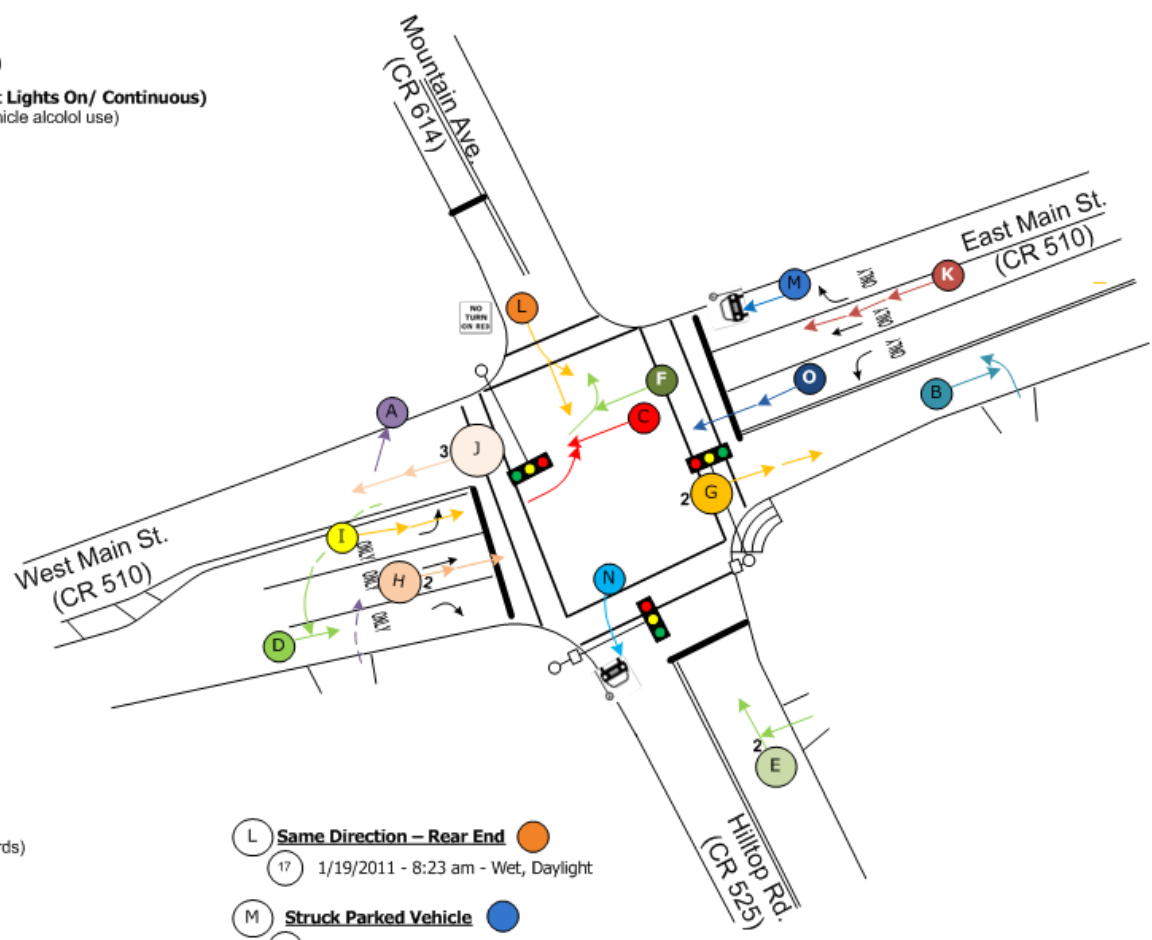 )
t Lights On/ Continuous)
hicle alcolol use)
Mountain Ave.
(CR 614)
East Main St.
(CR 510)
NO
TURN
ON RED
L
M
K
ONLY
ONLY
ONLY
F
O
B
A
C
3
J
G
2
I
ONLY
H
2
ONLY
ONLY
West Main St.
(CR 510)
N
D
2
E
Hilltop Rd.
(CR 525)
rds)
L Same Direction – Rear End
17 1/19/2011 - 8:23 am - Wet, Daylight
M Struck Parked Vehicle